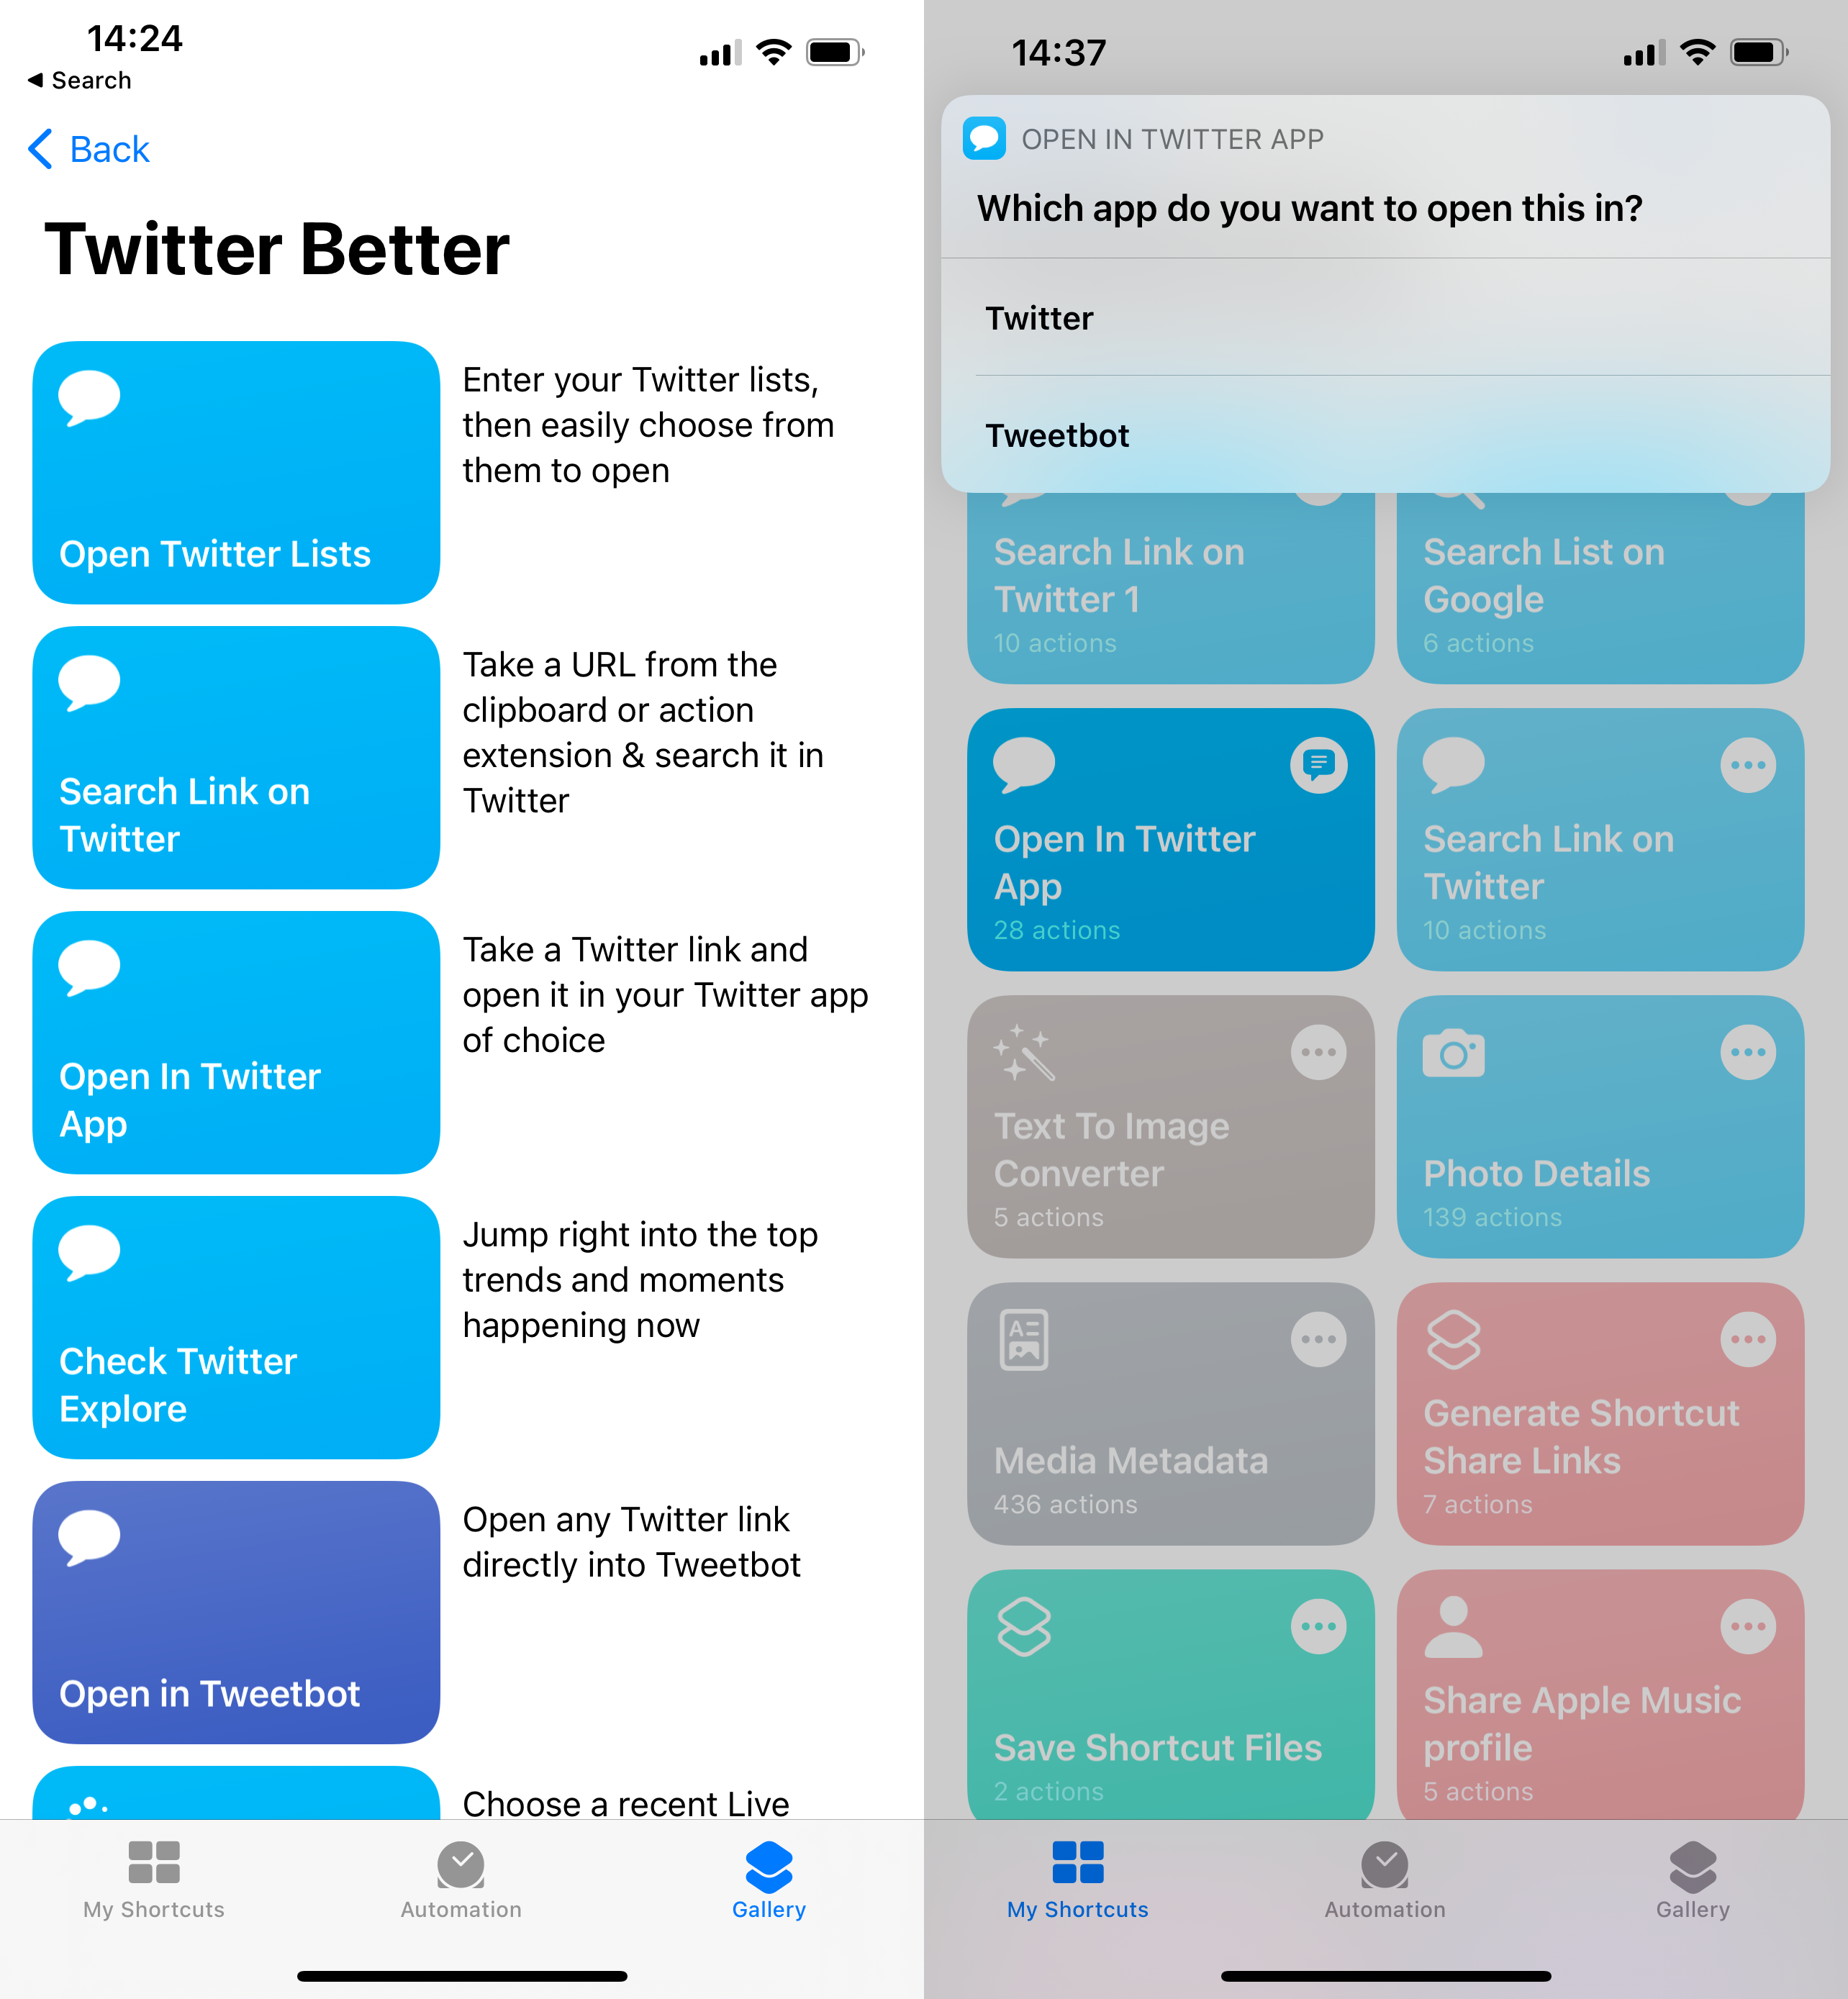 14:24
Search
Back
Twitter Better
Open Twitter Lists
Enter your Twitter lists,
then easily choose from
them to open
Search Link on
Twitter
Take a URL from the
clipboard or action
extension & search it in
Twitter
Open In Twitter
App
Take a Twitter link and
open it in your Twitter app
of choice
Check Twitter
Explore
Jump right into the top
trends and moments
happening now
Open in Tweetbot
Open any Twitter link
directly into Tweetbot
Choose a recent Live
My Shortcuts
Automation
Gallery
14:37
OPEN IN TWITTER APP
Which app do you want to open this in?
Twitter
Tweetbot
Search Link on
Twitter 1
10 actions
Search List on
Google
6 actions
Open In Twitter
App
28 actions
Search Link on
Twitter
10 actions
Text To Image
Converter
5 actions
Photo Details
139 actions
Media Metadata
436 actions
Generate Shortcut
Share Links
7 actions
Save Shortcut Files
2 actions
Share Apple Music
profile
5 actions
My Shortcuts
Automation
Gallery